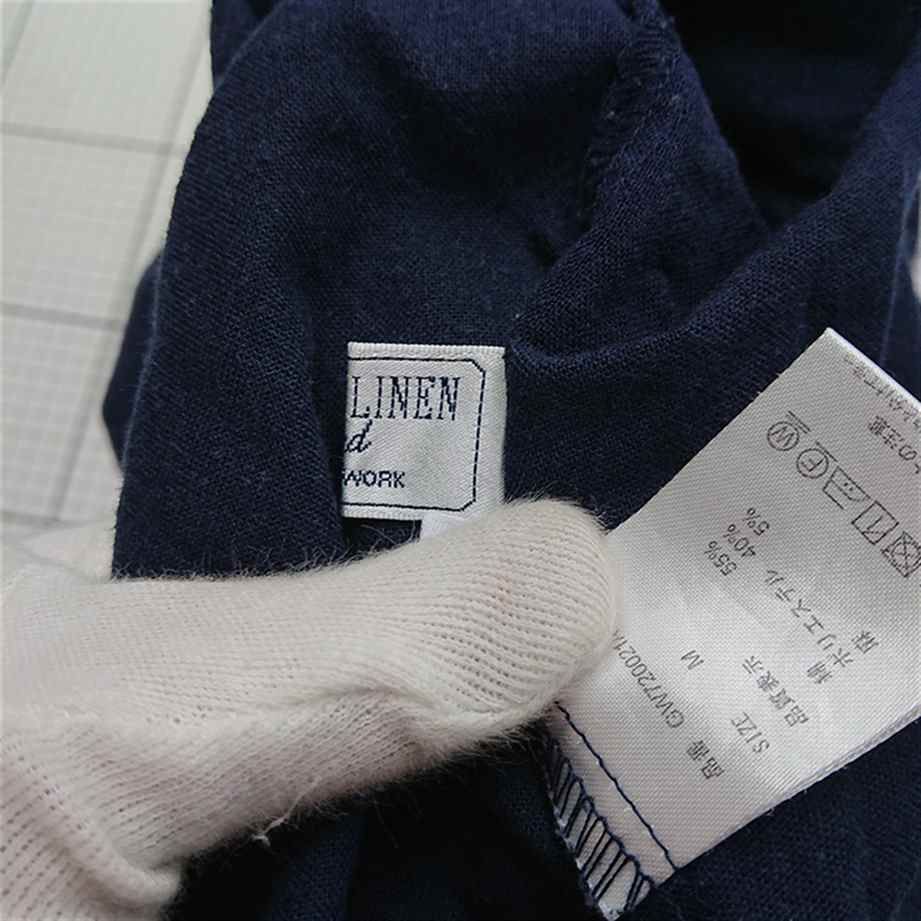 LINEN
d
WORK
品番 GW720021
SIZE M
品質表示
綿 55%
ポリエステル 40%
麻 5%